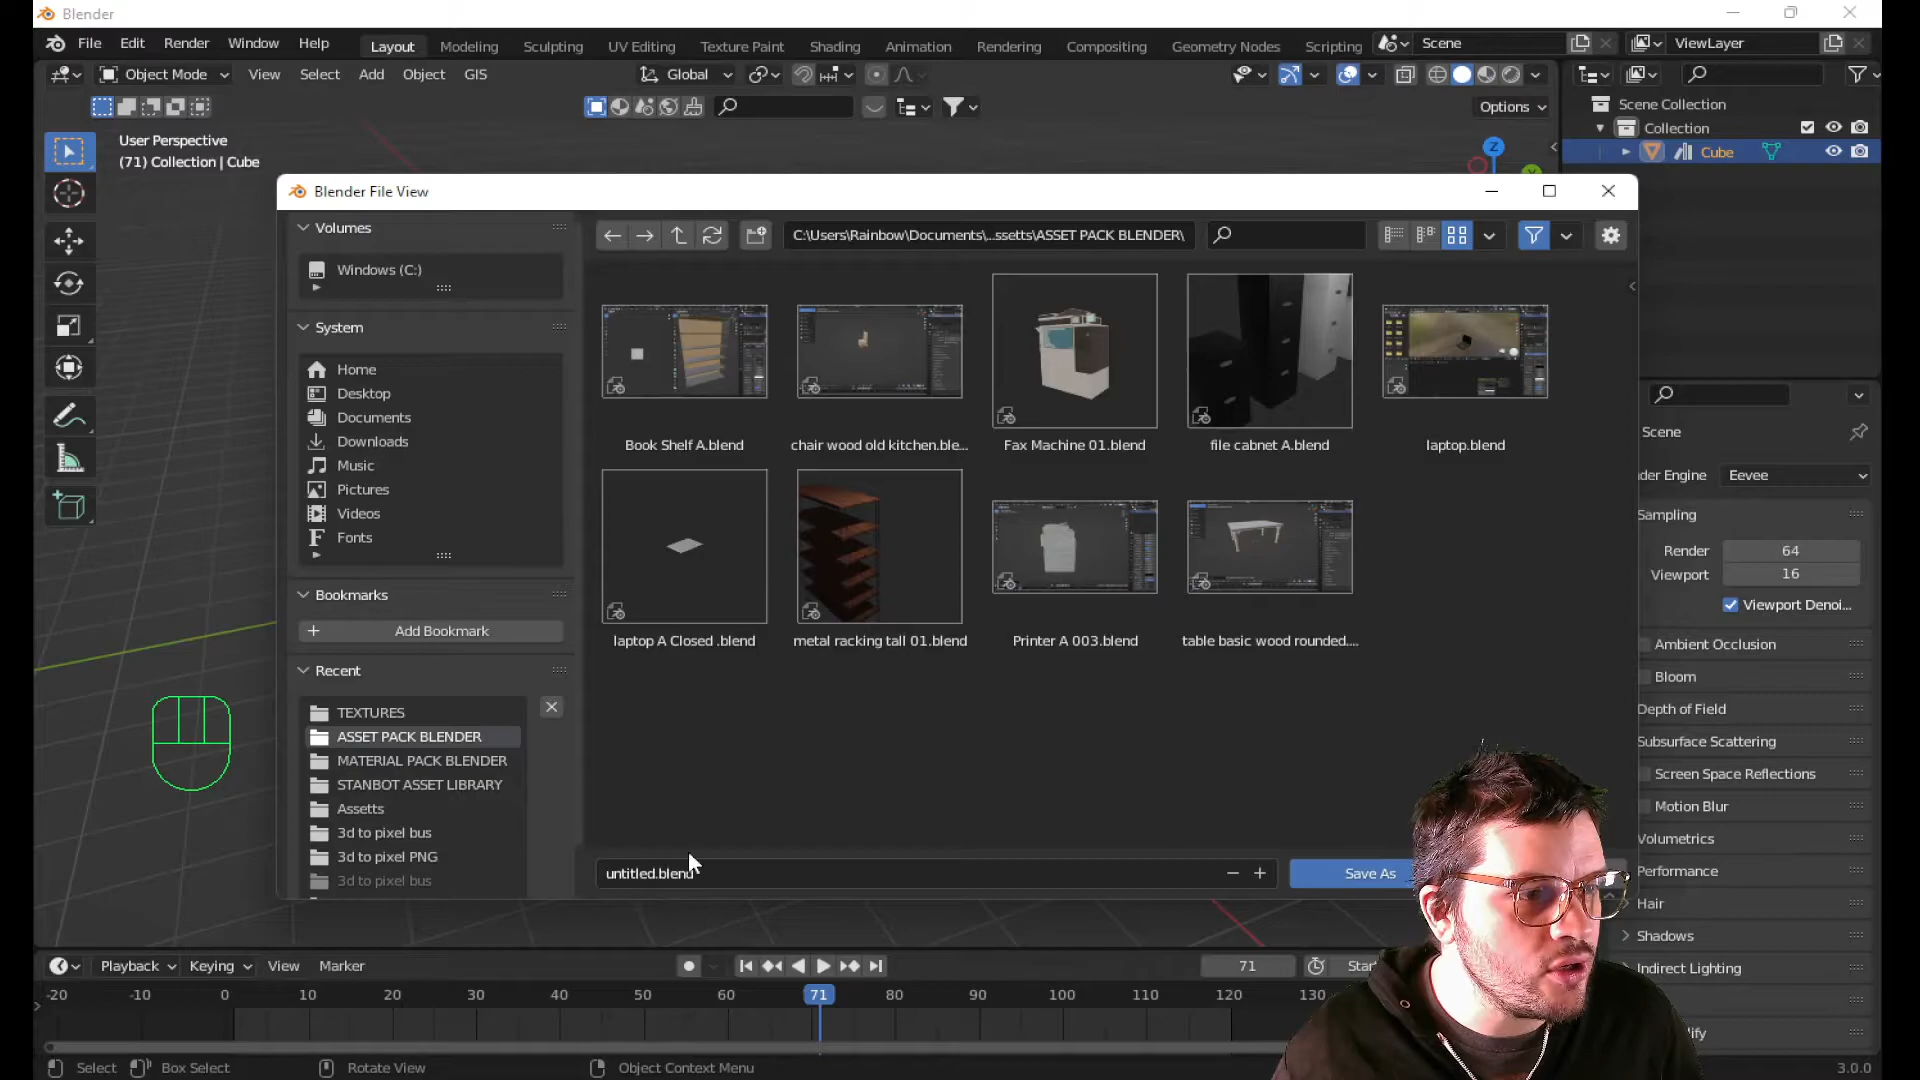 Blender
File Edit Render Window Help
Layout Modeling Sculpting UV Editing Texture Paint Shading Animation Rendering Compositing Geometry Nodes Scripting
Scene
ViewLayer
Object Mode View Select Add Object GIS
Global
Options
User Perspective
(71) Collection | Cube
Z
Scene Collection
Collection
Cube
Blender File View
Volumes
Windows (C:)
System
Home
Desktop
Documents
Downloads
Music
Pictures
Videos
Fonts
Bookmarks
Add Bookmark
Recent
TEXTURES
ASSET PACK BLENDER
MATERIAL PACK BLENDER
STANBOT ASSET LIBRARY
Assetts
3d to pixel bus
3d to pixel PNG
3d to pixel bus
C:\Users\Rainbow\Documents\...ssetts\ASSET PACK BLENDER\
Book Shelf A.blend
chair wood old kitchen.ble...
Fax Machine 01.blend
file cabnet A.blend
laptop.blend
laptop A Closed .blend
metal racking tall 01.blend
Printer A 003.blend
table basic wood rounded....
untitled.blend
Save As
Scene
der Engine Eevee
Sampling
Render 64
Viewport 16
Viewport Denoi...
Ambient Occlusion
Bloom
Depth of Field
Subsurface Scattering
Screen Space Reflections
Motion Blur
Volumetrics
Performance
Hair
Shadows
Indirect Lighting
lify
Playback Keying View Marker
71
Star
-20 -10 0 10 20 30 40 50 60 71 80 90 100 110 120 130
Select Box Select Rotate View Object Context Menu
3.0.0